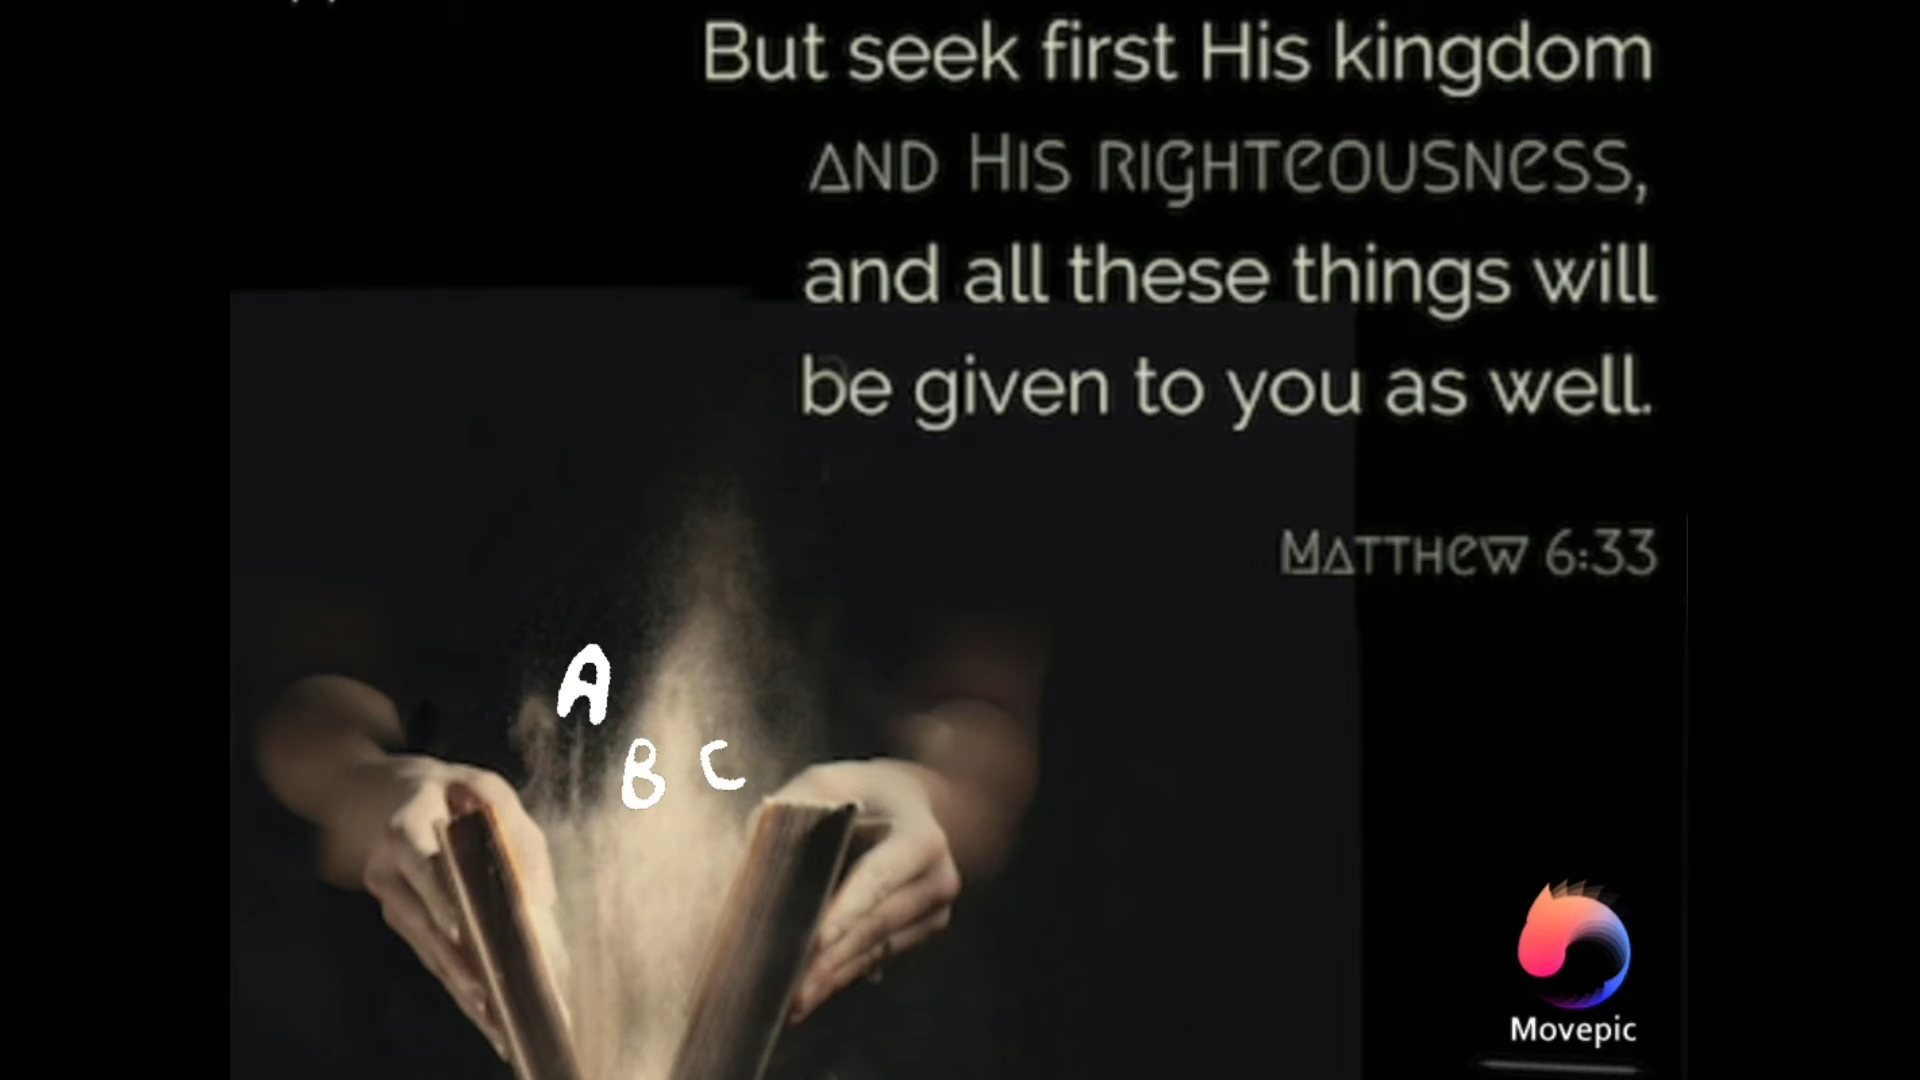 But seek first His kingdom
and His righteousness,
and all these things will
be given to you as well.
Matthew 6:33
A
B C
Movepic